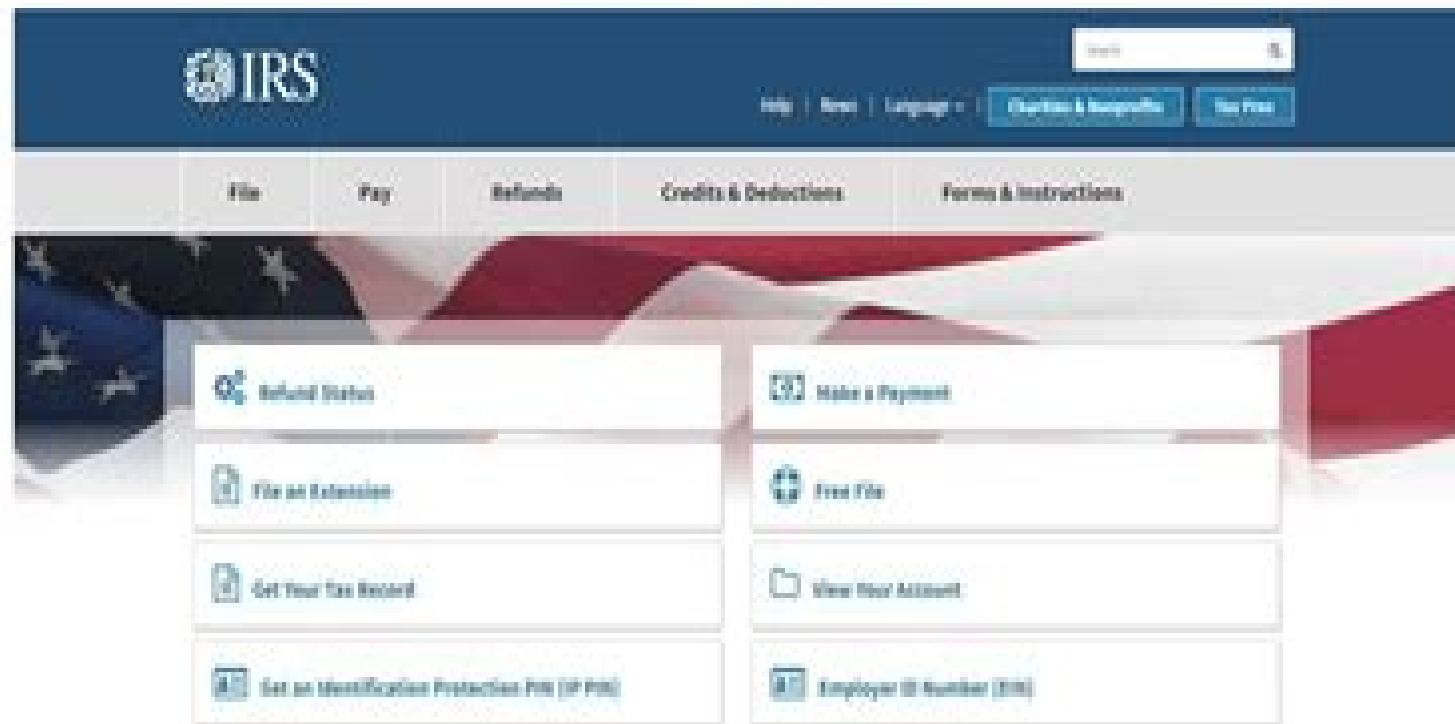 IRS
Search
Help | News | Language | Charities & Nonprofits | Tax Pros
File Pay Refunds Credits & Deductions Forms & Instructions
Refund Status
Make a Payment
File an Extension
Free File
Get Your Tax Record
View Your Account
Get an Identification Protection PIN (IP PIN)
Employer ID Number (EIN)